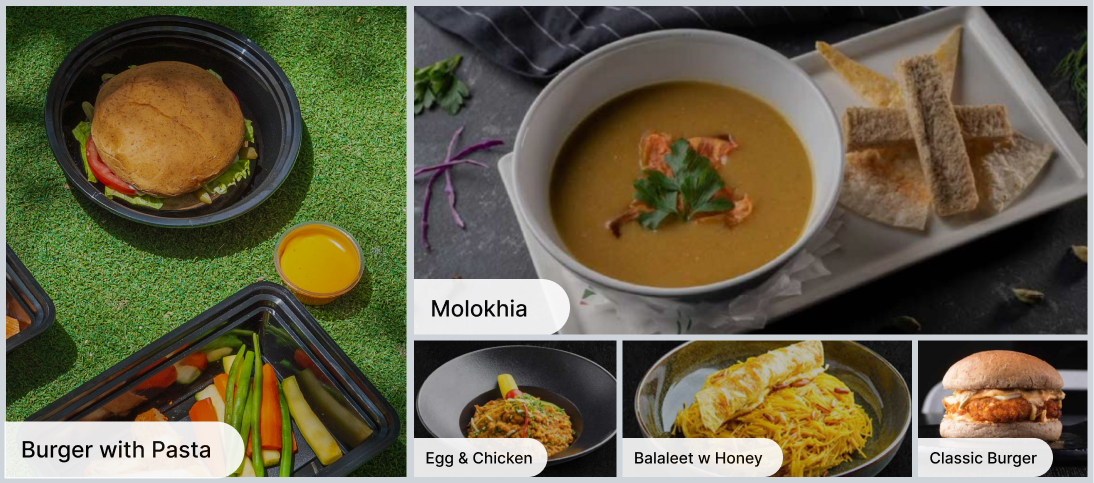 Burger with Pasta
Molokhia
Egg & Chicken
Balaleet w Honey
Classic Burger